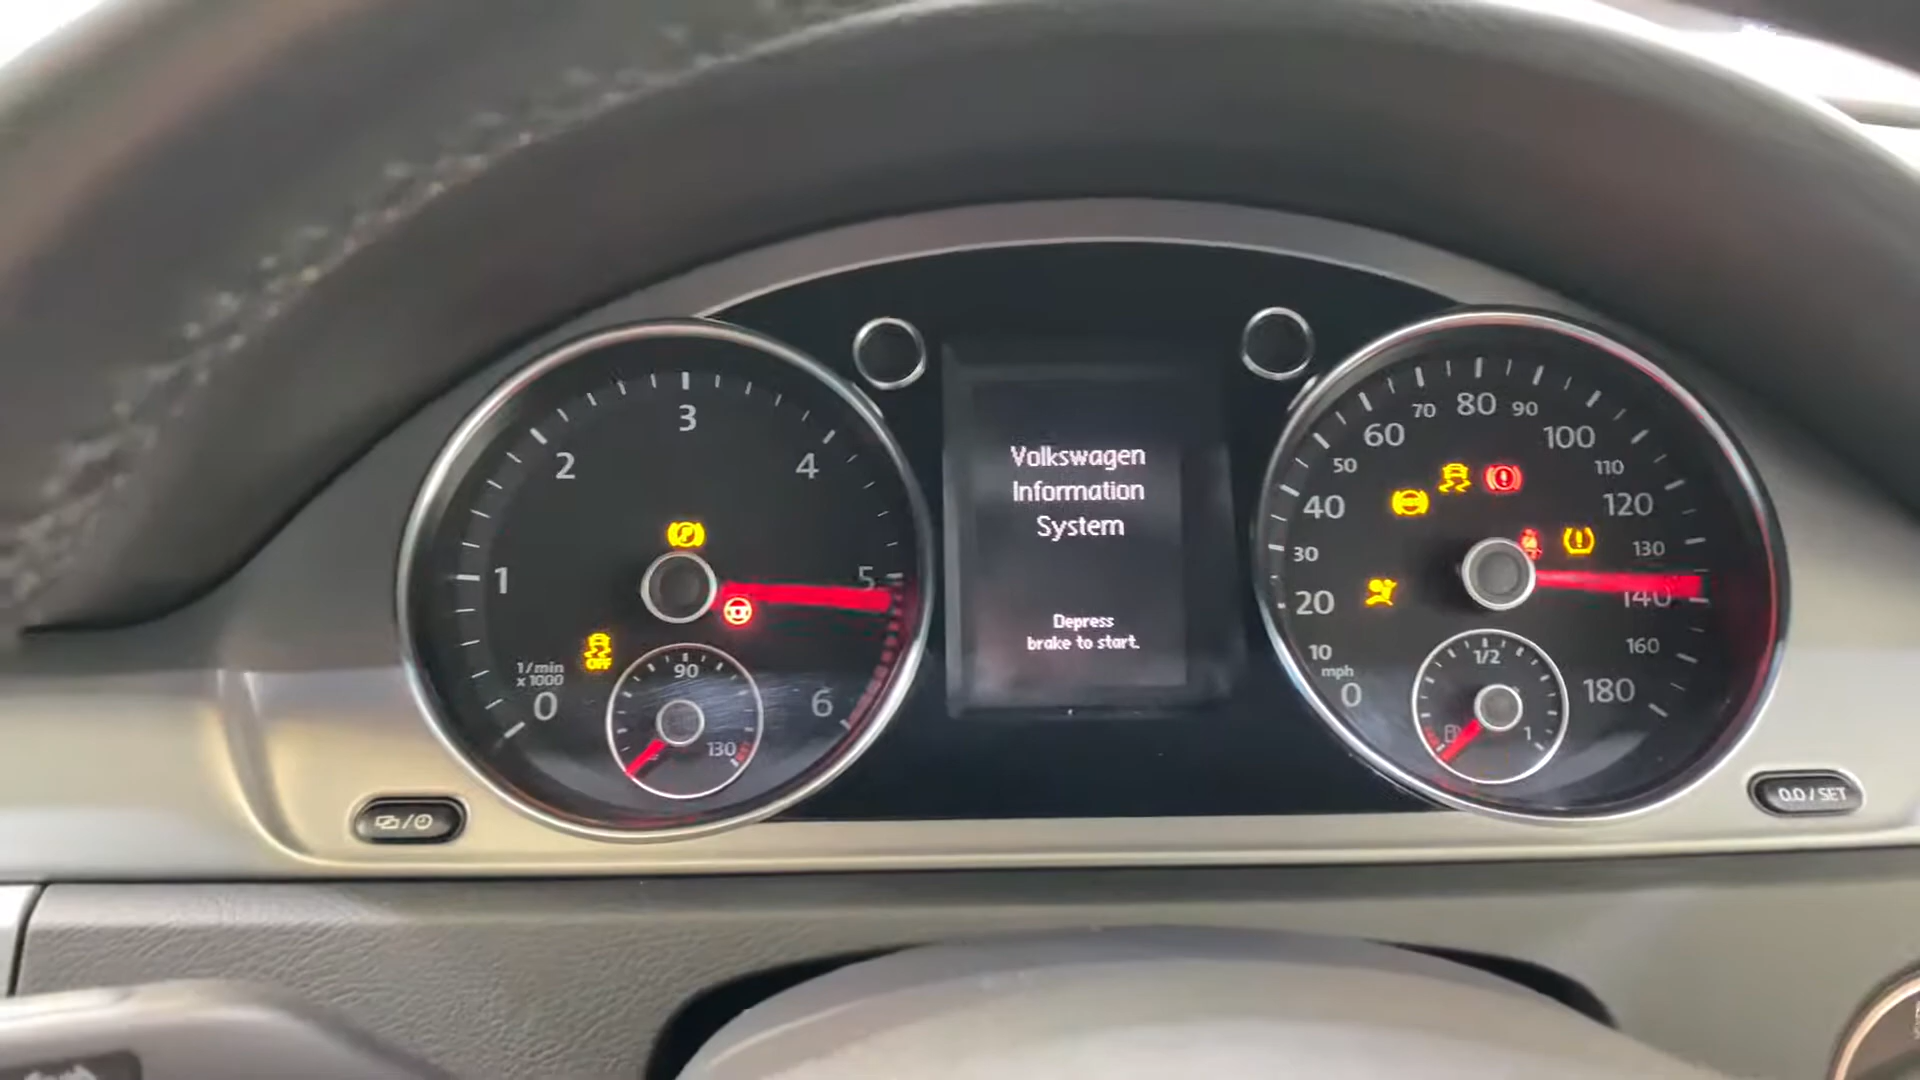 1/min
x 1000
0
1
2
3
4
5
6
OFF
90
130
Volkswagen
Information
System
Depress
brake to start.
0
10
20
30
40
50
60
70
80
90
100
110
120
130
140
160
180
mph
1/2
1
0.0 / SET